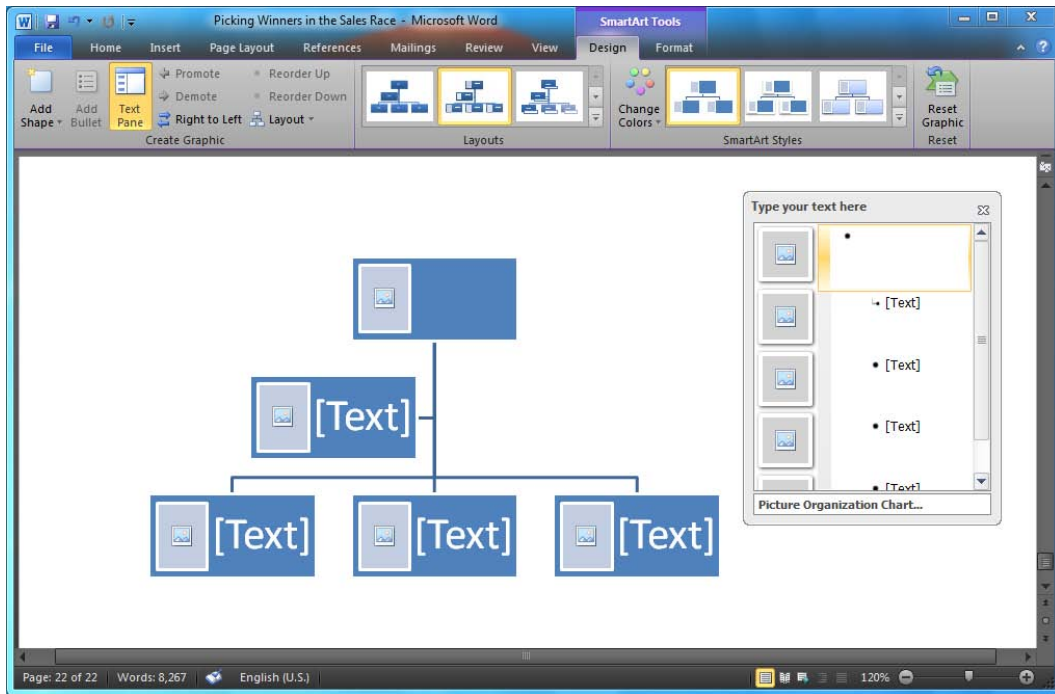 Picking Winners in the Sales Race - Microsoft Word
SmartArt Tools
File Home Insert Page Layout References Mailings Review View Design Format
Add Shape
Add Bullet
Text Pane
Promote
Demote
Right to Left
Reorder Up
Reorder Down
Layout
Create Graphic
Layouts
Change Colors
SmartArt Styles
Reset Graphic
Reset
Type your text here
[Text]
[Text]
[Text]
[Text]
Picture Organization Chart...
[Text]
[Text] [Text] [Text]
Page: 22 of 22 Words: 8,267 English (U.S.) 120%